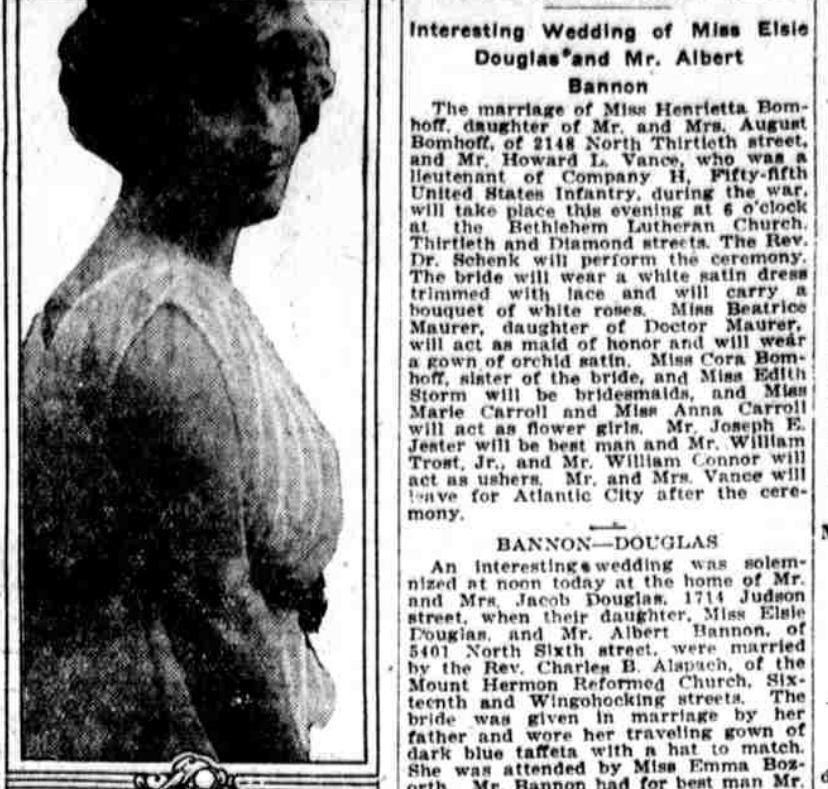 Interesting Wedding of Miss Elsie
Douglas and Mr. Albert
Bannon
The marriage of Miss Henrietta Bom-
hoff, daughter of Mr. and Mrs. August
Bomhoff, of 2148 North Thirtieth street,
and Mr. Howard L. Vance, who was a
lieutenant of Company H, Fifty-fifth
United States Infantry, during the war,
will take place this evening at 6 o'clock
at the Bethlehem Lutheran Church,
Thirtieth and Diamond streets. The Rev.
Dr. Schenk will perform the ceremony.
The bride will wear a white satin dress
trimmed with lace and will carry a
bouquet of white roses. Miss Beatrice
Maurer, daughter of Doctor Maurer,
will act as maid of honor and will wear
a gown of orchid satin. Miss Cora Bom-
hoff, sister of the bride, and Miss Edith
Storm will be bridesmaids, and Miss
Marie Carroll and Miss Anna Carroll
will act as flower girls. Mr. Joseph E.
Jester will be best man and Mr. William
Trost, Jr., and Mr. William Connor will
act as ushers. Mr. and Mrs. Vance will
leave for Atlantic City after the cere-
mony.
BANNON—DOUGLAS
An interesting wedding was solem-
nized at noon today at the home of Mr.
and Mrs. Jacob Douglas, 1714 Judson
street, when their daughter, Miss Elsie
Douglas, and Mr. Albert Bannon, of
5401 North Sixth street, were married
by the Rev. Charles B. Alspach, of the
Mount Hermon Reformed Church, Six-
teenth and Wingohocking streets. The
bride was given in marriage by her
father and wore her traveling gown of
dark blue taffeta with a hat to match.
She was attended by Miss Emma Boz-
orth. Mr. Bannon had for best man Mr.